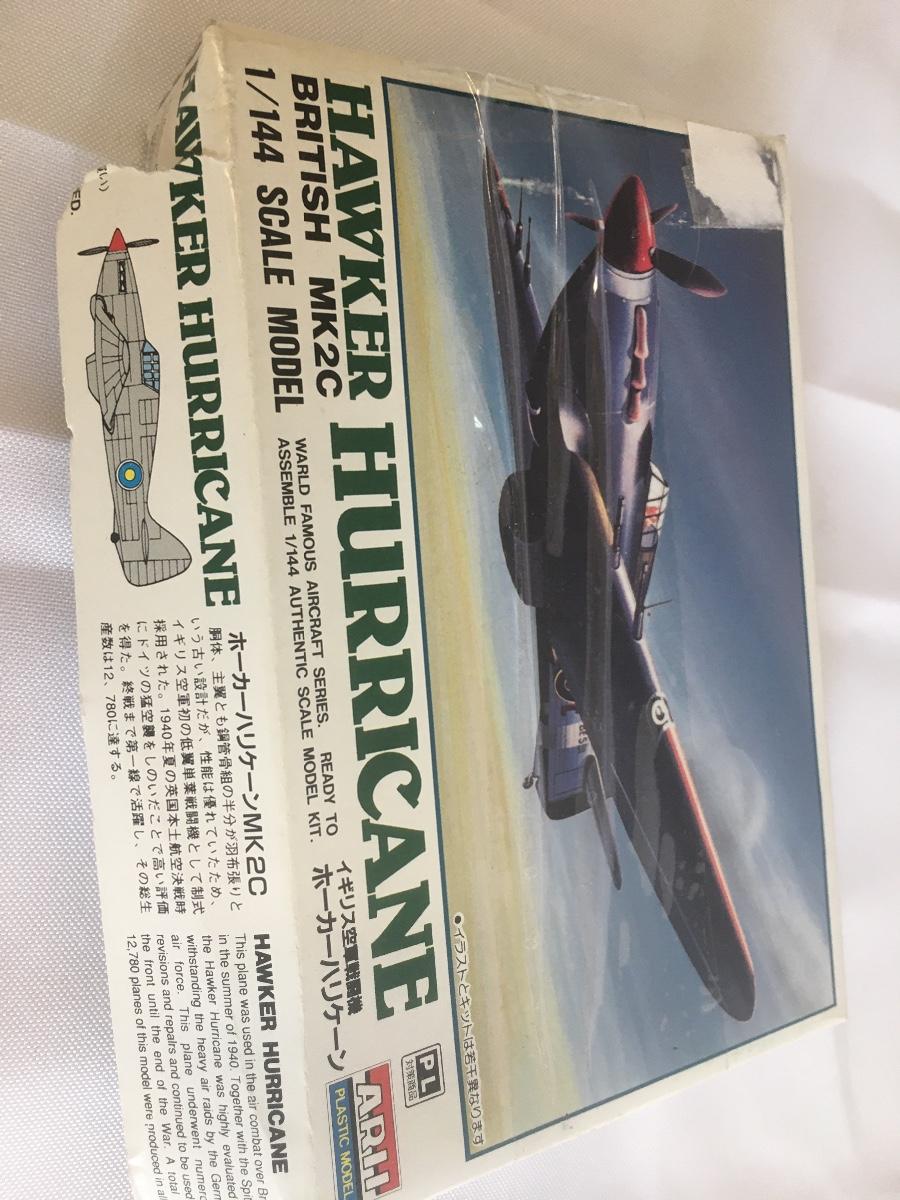 HAWKER HURRICANE
BRITISH MK2C
1/144 SCALE MODEL
WARLD FAMOUS AIRCRAFT SERIES. READY TO
ASSEMBLE 1/144 AUTHENTIC SCALE MODEL KIT.
イギリス空軍戦闘機
ホーカーハリケーン
●イラストとキットは若干異なります
PL
対策商品
PLASTIC MODEL
HAWKER HURRICANE
ED.
ホーカーハリケーンMK2C
胴体、主翼とも鋼管骨組の半分が羽布張りと
いう古い設計だが、性能は優れていたため、
イギリス空軍初の低翼単葉戦闘機として制式
採用された。1940年夏の英国本土航空決戦時
にドイツの猛空襲をしのいだことで高い評価
を得た。終戦まで第一線で活躍し、その総生
産数は12、780に達する。
HAWKER HURRICANE
This plane was used in the air combat over Br
in the summer of 1940. Together with the Spit
the Hawker Hurricane was highly evaluated
withstanding the heavy air raids by the Germ
air force. This plane underwent numero
revisions and repairs and continued to be used
the front until the end of the War. A total
12,780 planes of this model were produced in all